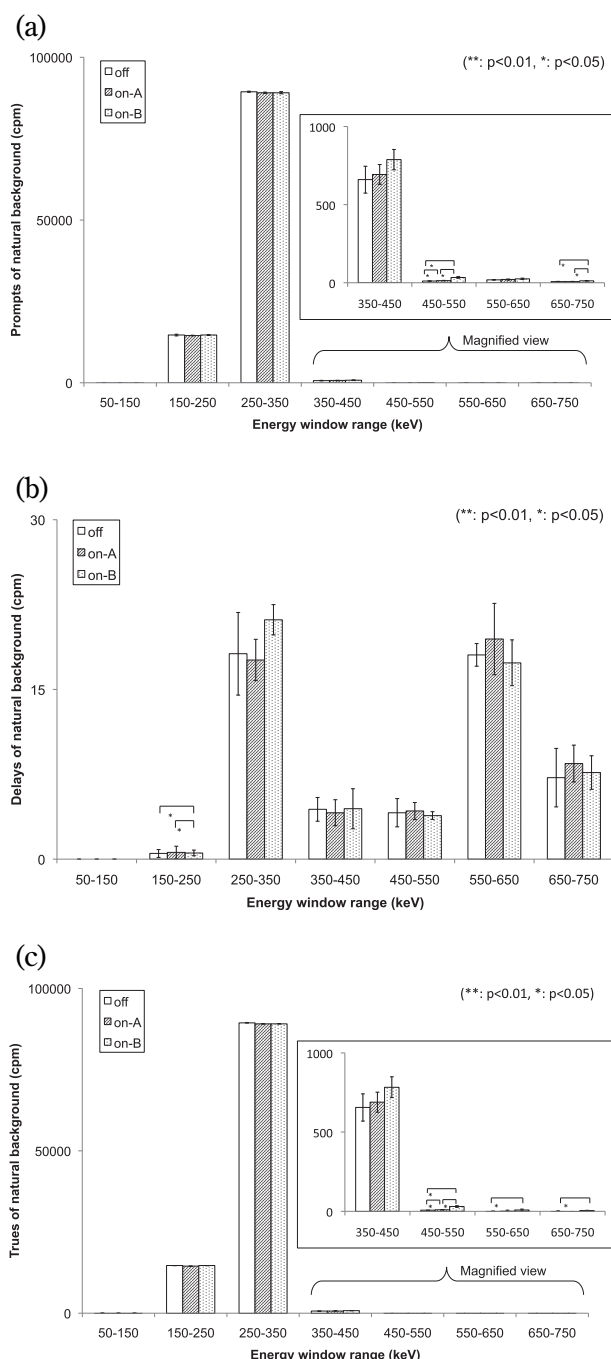 (a)
(**: p<0.01, *: p<0.05)
off
on-A
on-B
Prompts of natural background (cpm)
100000
50000
0
1000
500
0
350-450 450-550 550-650 650-750
* * * * *
Magnified view
50-150 150-250 250-350 350-450 450-550 550-650 650-750
Energy window range (keV)
(b)
(**: p<0.01, *: p<0.05)
off
on-A
on-B
Delays of natural background (cpm)
30
15
0
* *
50-150 150-250 250-350 350-450 450-550 550-650 650-750
Energy window range (keV)
(c)
(**: p<0.01, *: p<0.05)
off
on-A
on-B
Trues of natural background (cpm)
100000
50000
0
1000
500
0
* * * * *
350-450 450-550 550-650 650-750
Magnified view
50-150 150-250 250-350 350-450 450-550 550-650 650-750
Energy window range (keV)